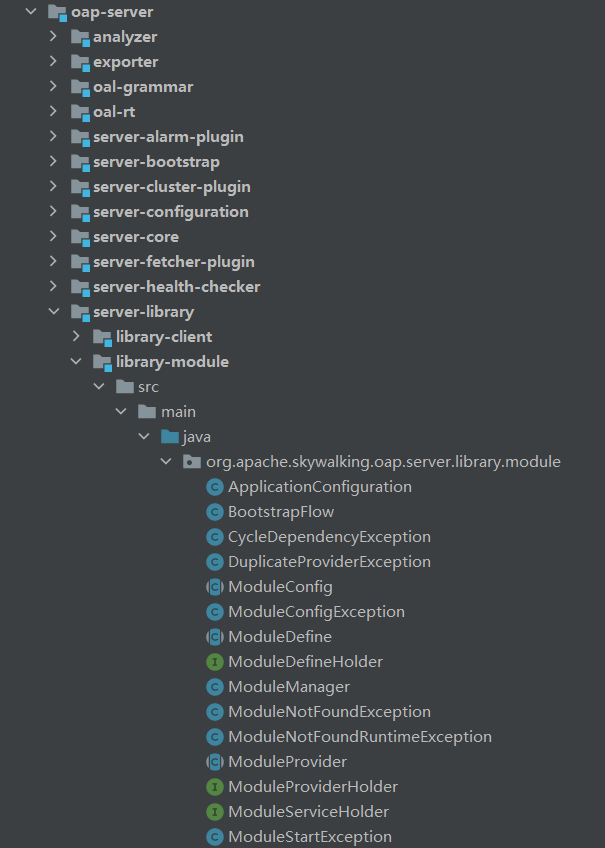 oap-server
analyzer
exporter
oal-grammar
oal-rt
server-alarm-plugin
server-bootstrap
server-cluster-plugin
server-configuration
server-core
server-fetcher-plugin
server-health-checker
server-library
library-client
library-module
src
main
java
org.apache.skywalking.oap.server.library.module
C ApplicationConfiguration
C BootstrapFlow
C CycleDependencyException
C DuplicateProviderException
C ModuleConfig
C ModuleConfigException
C ModuleDefine
I ModuleDefineHolder
C ModuleManager
C ModuleNotFoundException
C ModuleNotFoundRuntimeException
C ModuleProvider
I ModuleProviderHolder
I ModuleServiceHolder
C ModuleStartException